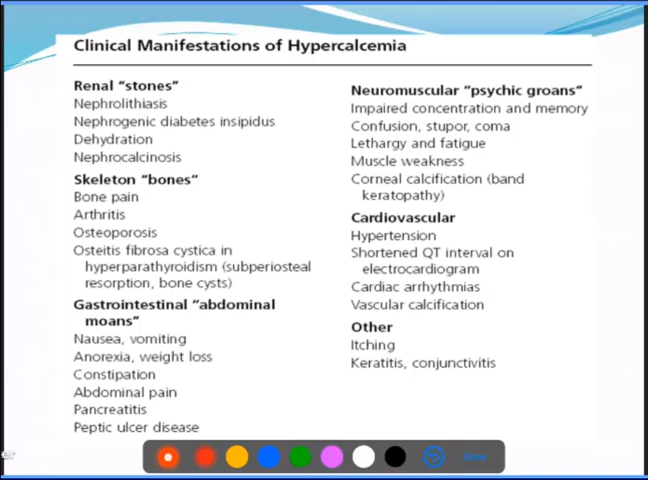 Clinical Manifestations of Hypercalcemia
Renal “stones”
Nephrolithiasis
Nephrogenic diabetes insipidus
Dehydration
Nephrocalcinosis
Skeleton “bones”
Bone pain
Arthritis
Osteoporosis
Osteitis fibrosa cystica in
hyperparathyroidism (subperiosteal
resorption, bone cysts)
Gastrointestinal “abdominal
moans”
Nausea, vomiting
Anorexia, weight loss
Constipation
Abdominal pain
Pancreatitis
Peptic ulcer disease
Neuromuscular “psychic groans”
Impaired concentration and memory
Confusion, stupor, coma
Lethargy and fatigue
Muscle weakness
Corneal calcification (band
keratopathy)
Cardiovascular
Hypertension
Shortened QT interval on
electrocardiogram
Cardiac arrhythmias
Vascular calcification
Other
Itching
Keratitis, conjunctivitis